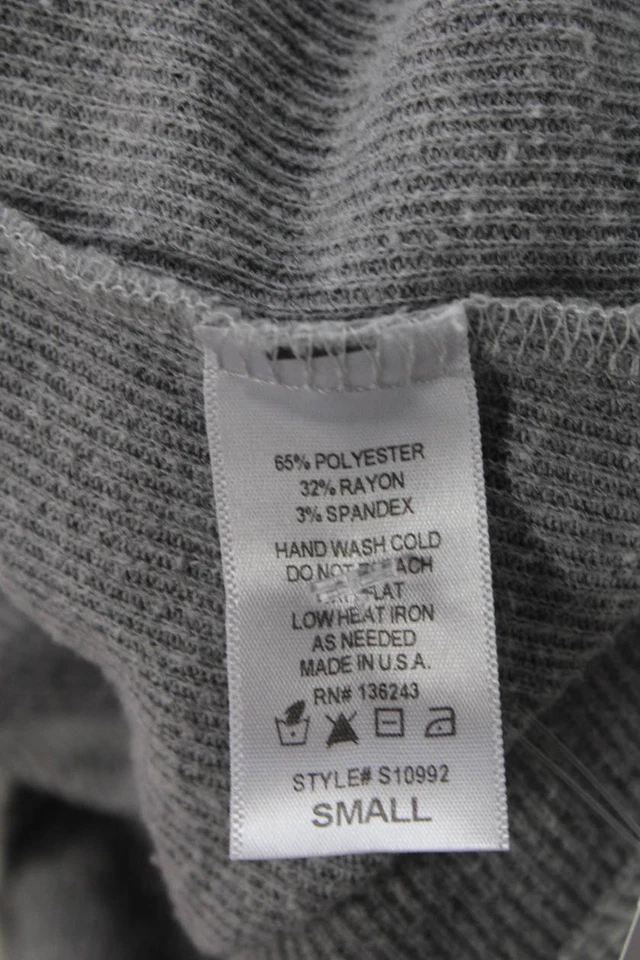 65% POLYESTER
32% RAYON
3% SPANDEX
HAND WASH COLD
DO NOT
FLAT
LOW HEAT IRON
AS NEEDED
MADE IN U.S.A.
RN# 136243
STYLE# S10992
SMALL